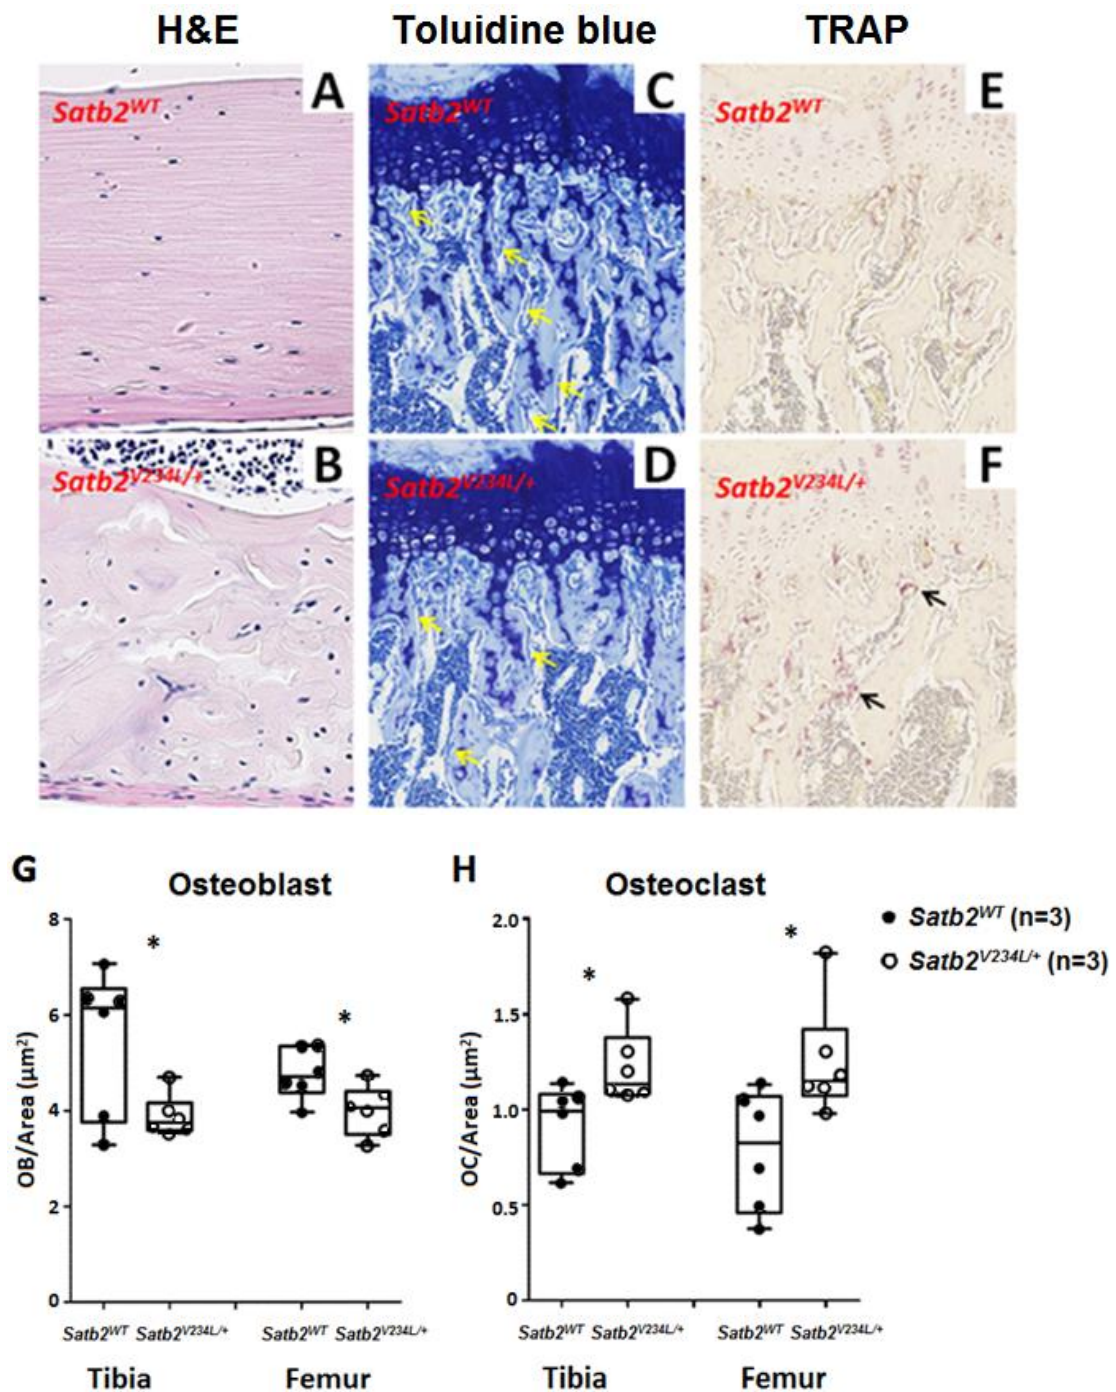 H&E Toluidine blue TRAP
A C E
Satb2WT Satb2WT Satb2WT
B D F
Satb2V234L/+ Satb2V234L/+ Satb2V234L/+
G H
Osteoblast Osteoclast
Satb2WT (n=3)
Satb2V234L/+ (n=3)
OB/Area (µm²)
8
6
4
2
0
* *
OC/Area (µm²)
2.0
1.5
1.0
0.5
0
* *
Satb2WT Satb2V234L/+ Satb2WT Satb2V234L/+ Satb2WT Satb2V234L/+ Satb2WT Satb2V234L/+
Tibia Femur Tibia Femur